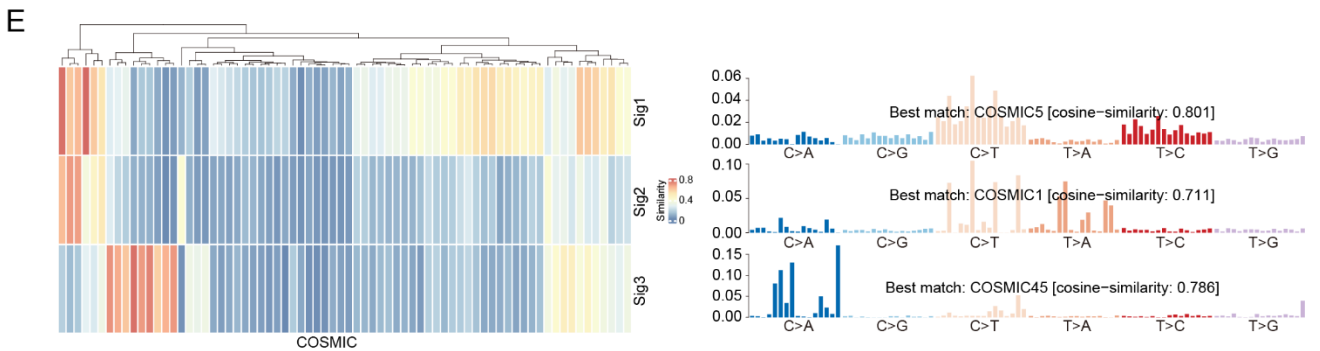 E
Sig1
Sig2
Sig3
COSMIC
Similarity
0.8
0.4
0
0.06
0.04
0.02
0.00
Best match: COSMIC5 [cosine-similarity: 0.801]
C>A C>G C>T T>A T>C T>G
0.10
0.05
0.00
Best match: COSMIC1 [cosine-similarity: 0.711]
C>A C>G C>T T>A T>C T>G
0.15
0.10
0.05
0.00
Best match: COSMIC45 [cosine-similarity: 0.786]
C>A C>G C>T T>A T>C T>G